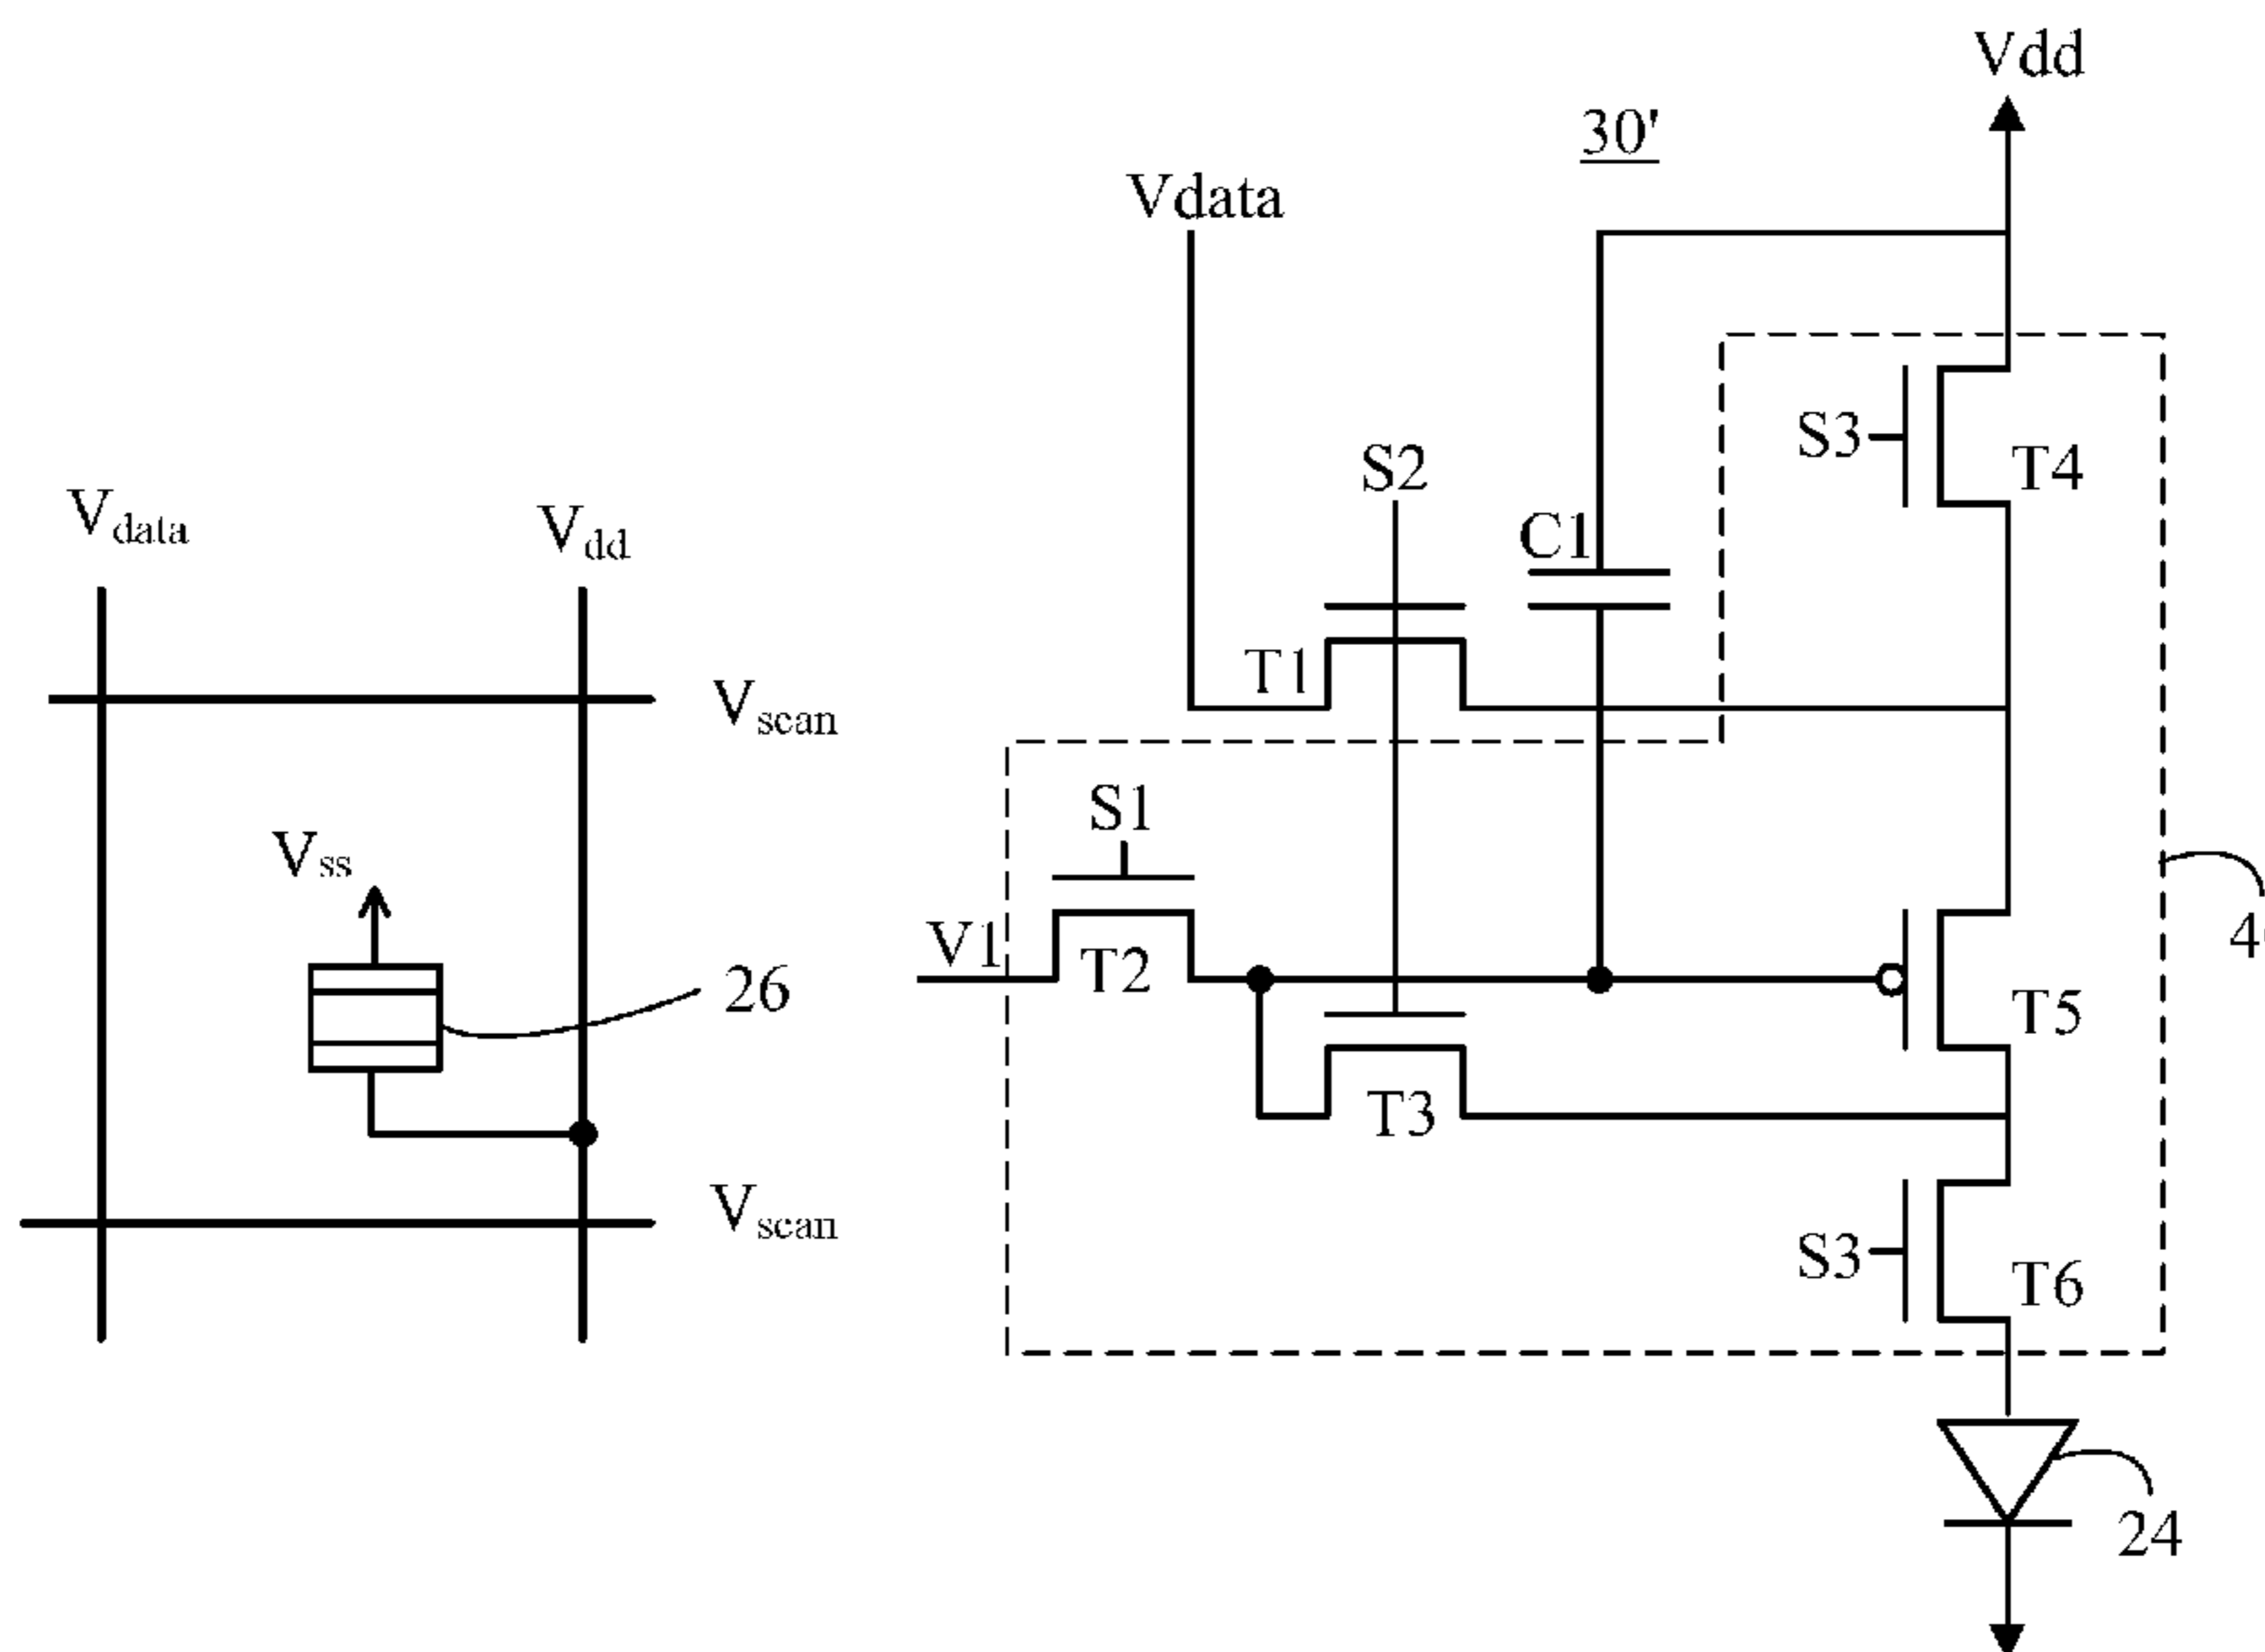 Vdd
30'
Vdata
S3
T4
S2
C1
Vdata
Vdd
T1
Vscan
S1
Vss
V1
T2
26
T5
T3
Vscan
S3
T6
24